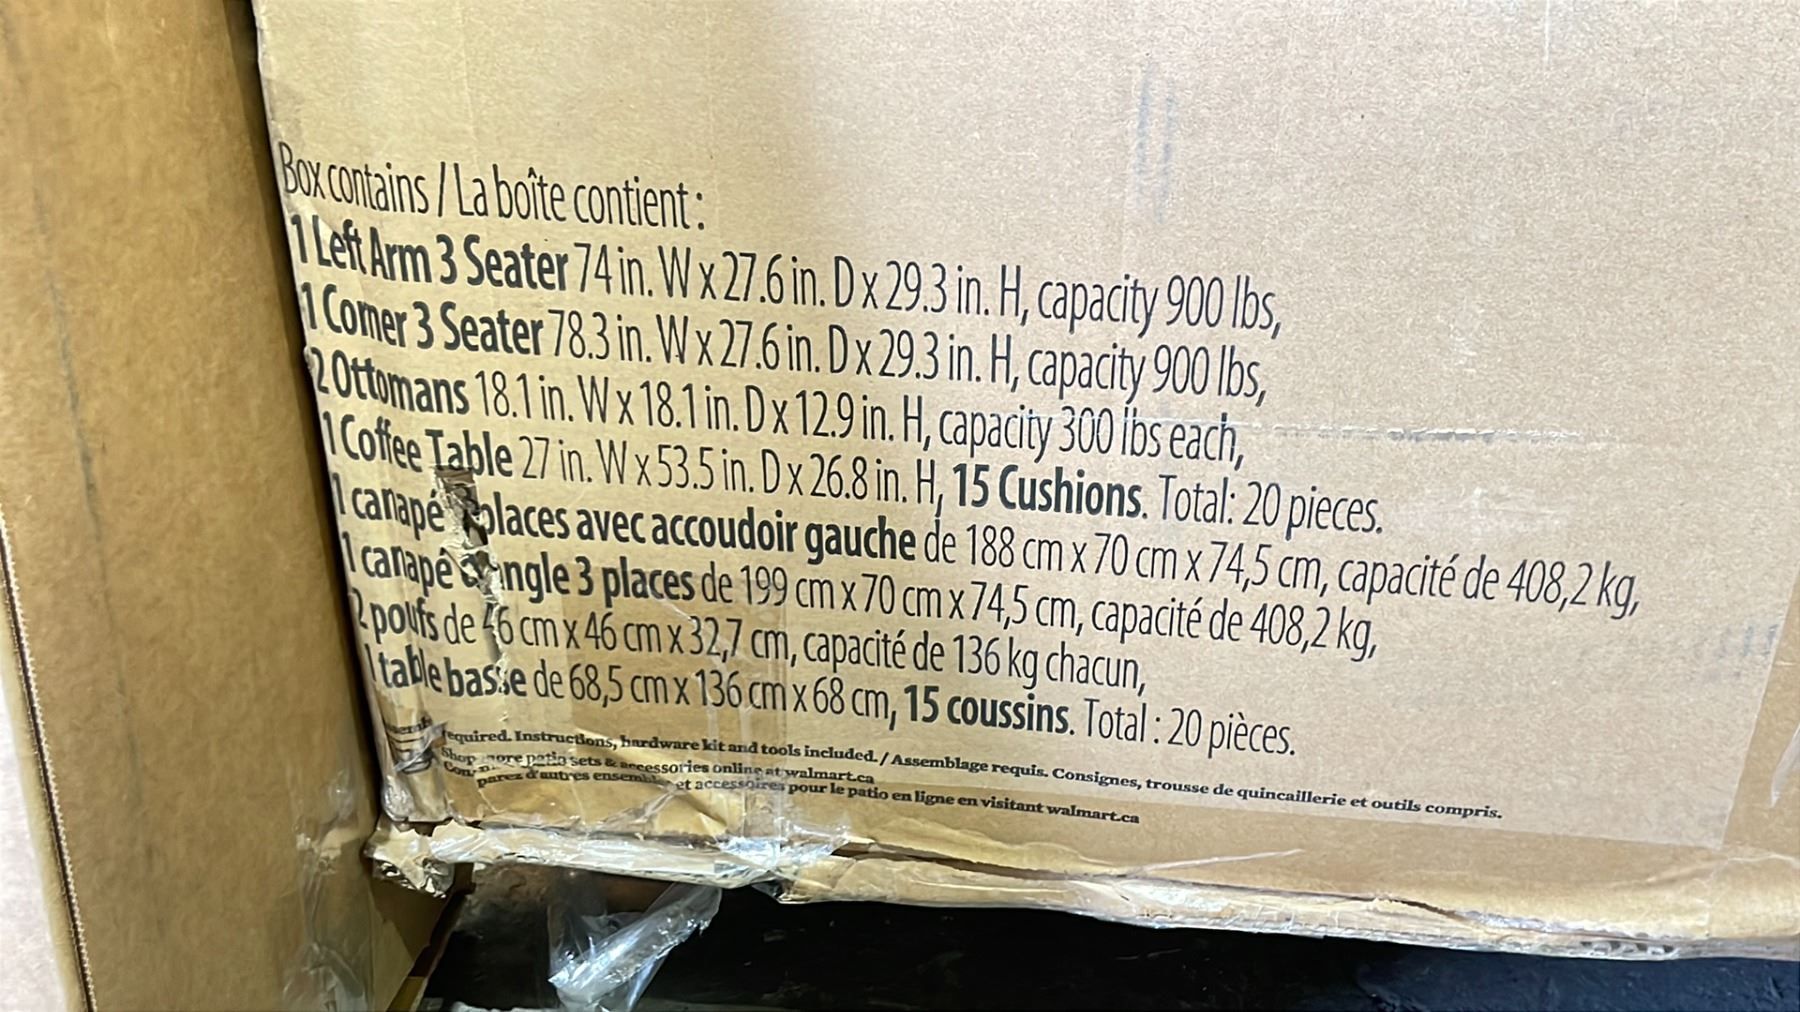 Box contains / La boîte contient :
1 Left Arm 3 Seater 74 in. W x 27.6 in. D x 29.3 in. H, capacity 900 lbs,
1 Corner 3 Seater 78.3 in. W x 27.6 in. D x 29.3 in. H, capacity 900 lbs,
2 Ottomans 18.1 in. W x 18.1 in. D x 12.9 in. H, capacity 300 lbs each,
1 Coffee Table 27 in. W x 53.5 in. D x 26.8 in. H, 15 Cushions. Total: 20 pieces.
1 canapé places avec accoudoir gauche de 188 cm x 70 cm x 74,5 cm, capacité de 408,2 kg,
1 canapé 3 places de 199 cm x 70 cm x 74,5 cm, capacité de 408,2 kg,
2 poufs de 46 cm x 46 cm x 32,7 cm, capacité de 136 kg chacun,
1 table basse de 68,5 cm x 136 cm x 68 cm, 15 coussins. Total : 20 pièces.
required. Instructions, hardware kit and tools included. / Assemblage requis. Consignes, trousse de quincaillerie et outils compris.
Shop more patio sets & accessories online at walmart.ca
d'autres ensembles et accessoires pour le patio en ligne en visitant walmart.ca